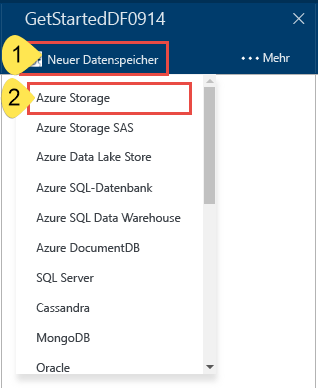 GetStartedDF0914
1
Neuer Datenspeicher
Mehr
2
Azure Storage
Azure Storage SAS
Azure Data Lake Store
Azure SQL-Datenbank
Azure SQL Data Warehouse
Azure DocumentDB
SQL Server
Cassandra
MongoDB
Oracle